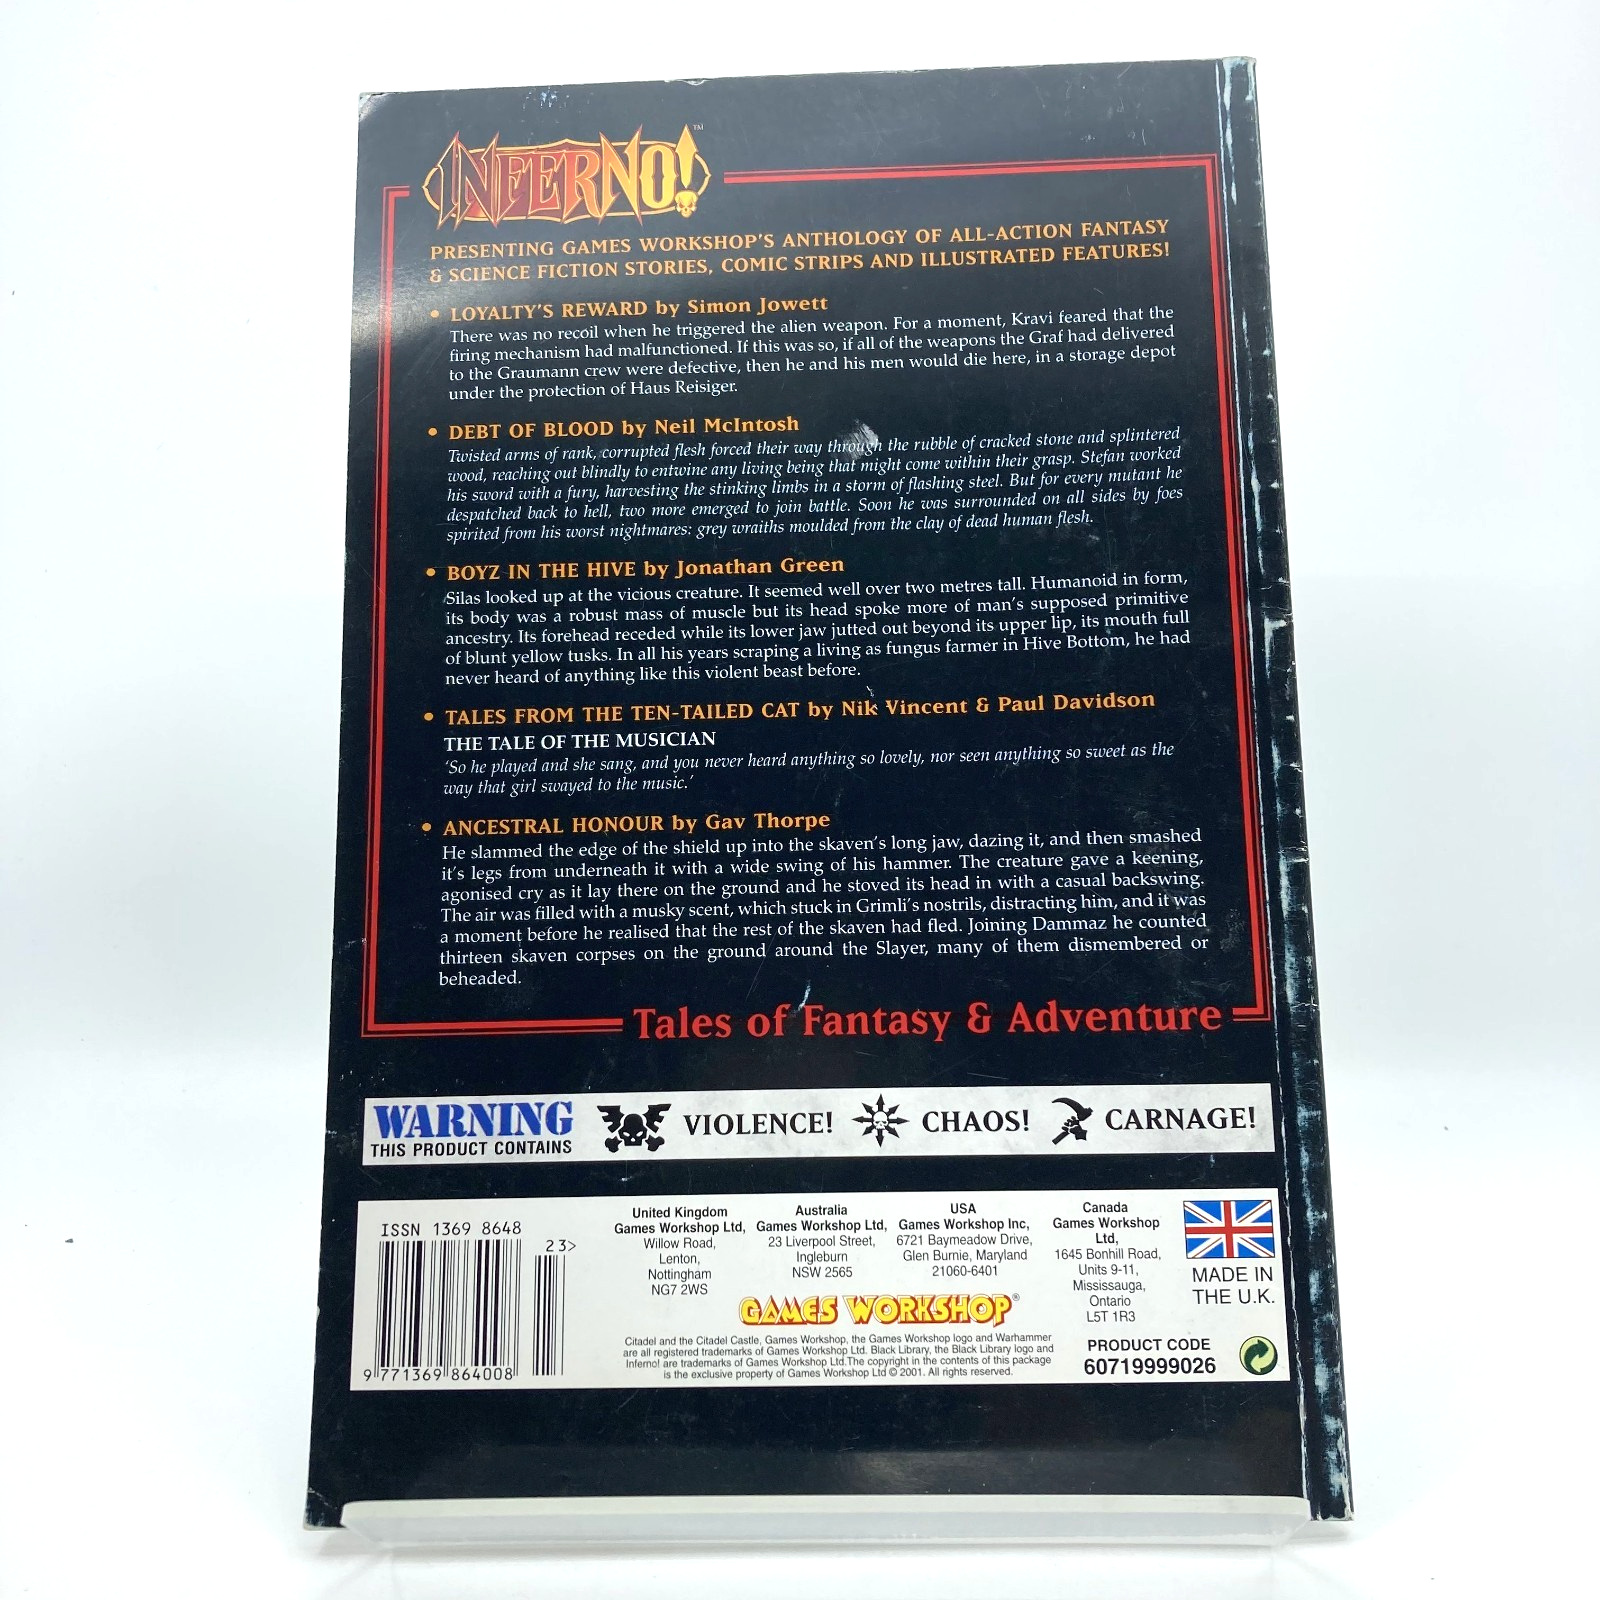 INFERNO!™
PRESENTING GAMES WORKSHOP'S ANTHOLOGY OF ALL-ACTION FANTASY
& SCIENCE FICTION STORIES, COMIC STRIPS AND ILLUSTRATED FEATURES!
• LOYALTY'S REWARD by Simon Jowett
There was no recoil when he triggered the alien weapon. For a moment, Kravi feared that the
firing mechanism had malfunctioned. If this was so, if all of the weapons the Graf had delivered
to the Graumann crew were defective, then he and his men would die here, in a storage depot
under the protection of Haus Reisiger.
• DEBT OF BLOOD by Neil McIntosh
Twisted arms of rank, corrupted flesh forced their way through the rubble of cracked stone and splintered
wood, reaching out blindly to entwine any living being that might come within their grasp. Stefan worked
his sword with a fury, harvesting the stinking limbs in a storm of flashing steel. But for every mutant he
despatched back to hell, two more emerged to join battle. Soon he was surrounded on all sides by foes
spirited from his worst nightmares: grey wraiths moulded from the clay of dead human flesh.
• BOYZ IN THE HIVE by Jonathan Green
Silas looked up at the vicious creature. It seemed well over two metres tall. Humanoid in form,
its body was a robust mass of muscle but its head spoke more of man's supposed primitive
ancestry. Its forehead receded while its lower jaw jutted out beyond its upper lip, its mouth full
of blunt yellow tusks. In all his years scraping a living as fungus farmer in Hive Bottom, he had
never heard of anything like this violent beast before.
• TALES FROM THE TEN-TAILED CAT by Nik Vincent & Paul Davidson
THE TALE OF THE MUSICIAN
'So he played and she sang, and you never heard anything so lovely, nor seen anything so sweet as the
way that girl swayed to the music.'
• ANCESTRAL HONOUR by Gav Thorpe
He slammed the edge of the shield up into the skaven's long jaw, dazing it, and then smashed
it's legs from underneath it with a wide swing of his hammer. The creature gave a keening,
agonised cry as it lay there on the ground and he stoved its head in with a casual backswing.
The air was filled with a musky scent, which stuck in Grimli's nostrils, distracting him, and it was
a moment before he realised that the rest of the skaven had fled. Joining Dammaz he counted
thirteen skaven corpses on the ground around the Slayer, many of them dismembered or
beheaded.
Tales of Fantasy & Adventure
WARNING
THIS PRODUCT CONTAINS
VIOLENCE! CHAOS! CARNAGE!
ISSN 1369 8648
23>
9 771369 864008
United Kingdom
Games Workshop Ltd,
Willow Road,
Lenton,
Nottingham
NG7 2WS
Australia
Games Workshop Ltd,
23 Liverpool Street,
Ingleburn
NSW 2565
USA
Games Workshop Inc,
6721 Baymeadow Drive,
Glen Burnie, Maryland
21060-6401
Canada
Games Workshop
Ltd,
1645 Bonhill Road,
Units 9-11,
Mississauga,
Ontario
L5T 1R3
MADE IN
THE U.K.
GAMES WORKSHOP®
Citadel and the Citadel Castle, Games Workshop, the Games Workshop logo and Warhammer
are all registered trademarks of Games Workshop Ltd. Black Library, the Black Library logo and
Inferno! are trademarks of Games Workshop Ltd.The copyright in the contents of this package
is the exclusive property of Games Workshop Ltd © 2001. All rights reserved.
PRODUCT CODE
60719999026